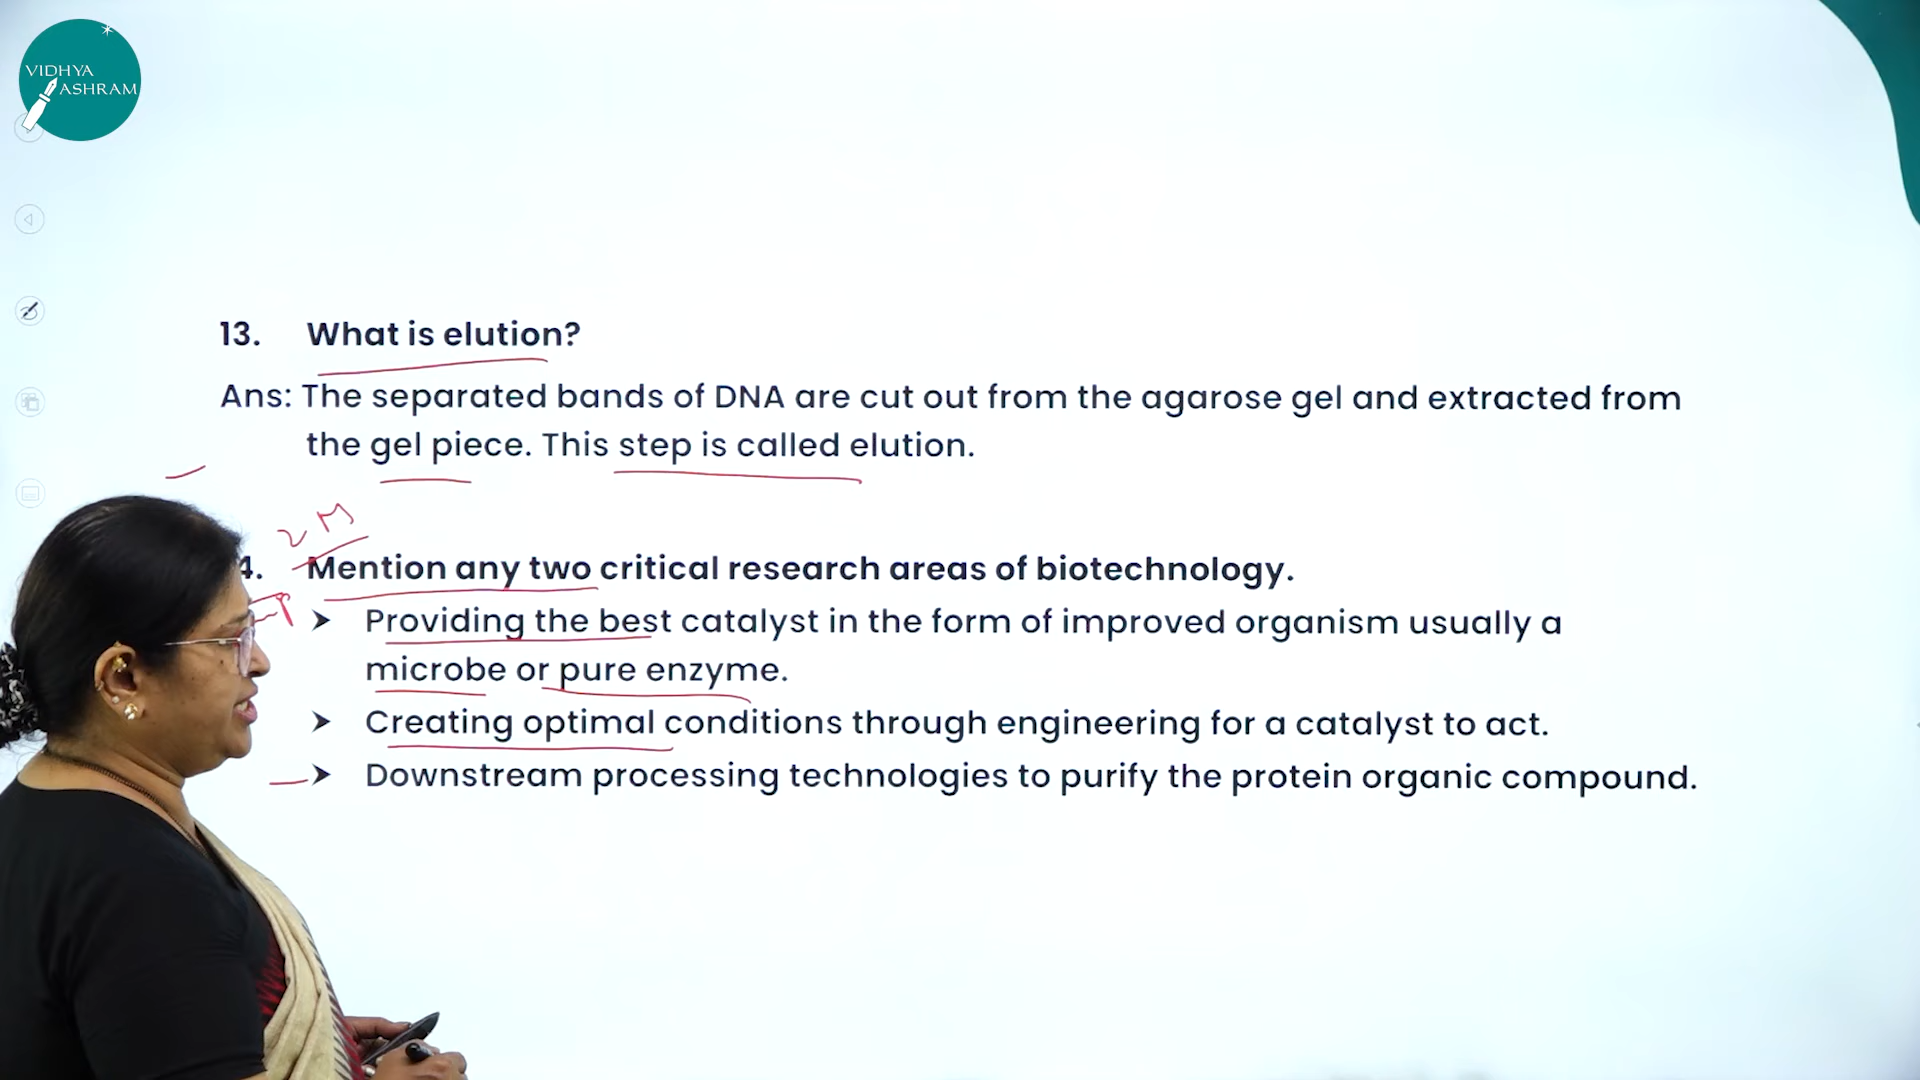 VIDHYA
ASHRAM
13. What is elution?
Ans: The separated bands of DNA are cut out from the agarose gel and extracted from
the gel piece. This step is called elution.
2 M
4. Mention any two critical research areas of biotechnology.
➤ Providing the best catalyst in the form of improved organism usually a
microbe or pure enzyme.
➤ Creating optimal conditions through engineering for a catalyst to act.
➤ Downstream processing technologies to purify the protein organic compound.